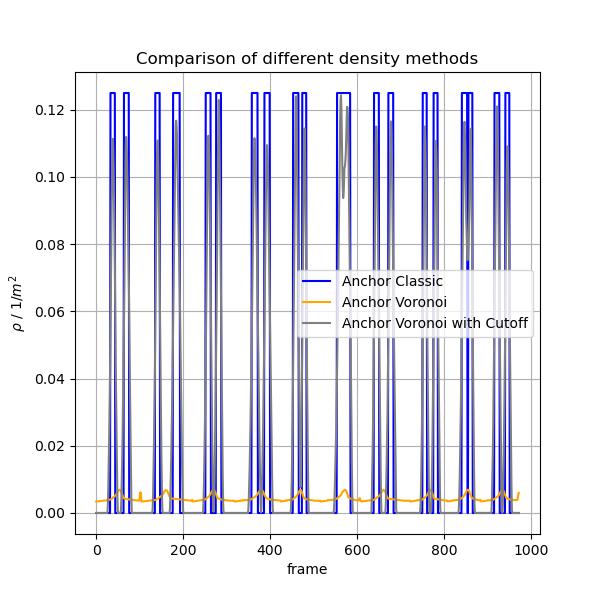 Comparison of different density methods
0.12
0.10
0.08
0.06
0.04
0.02
0.00
ρ / 1/m²
Anchor Classic
Anchor Voronoi
Anchor Voronoi with Cutoff
0 200 400 600 800 1000
frame